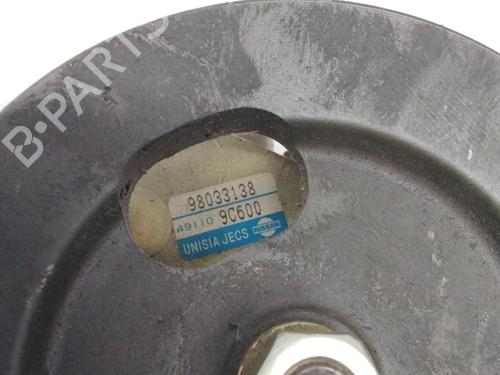 B-PARTS
98033138
49110 9C600
UNISIA JECS NISSAN